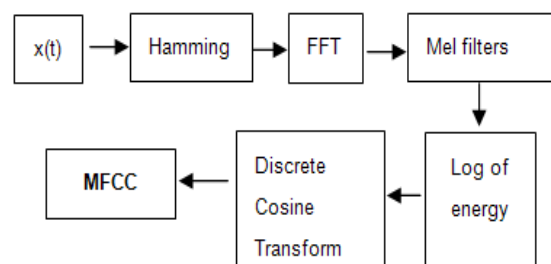 x(t)
Hamming
FFT
Mel filters
Log of
energy
Discrete
Cosine
Transform
MFCC